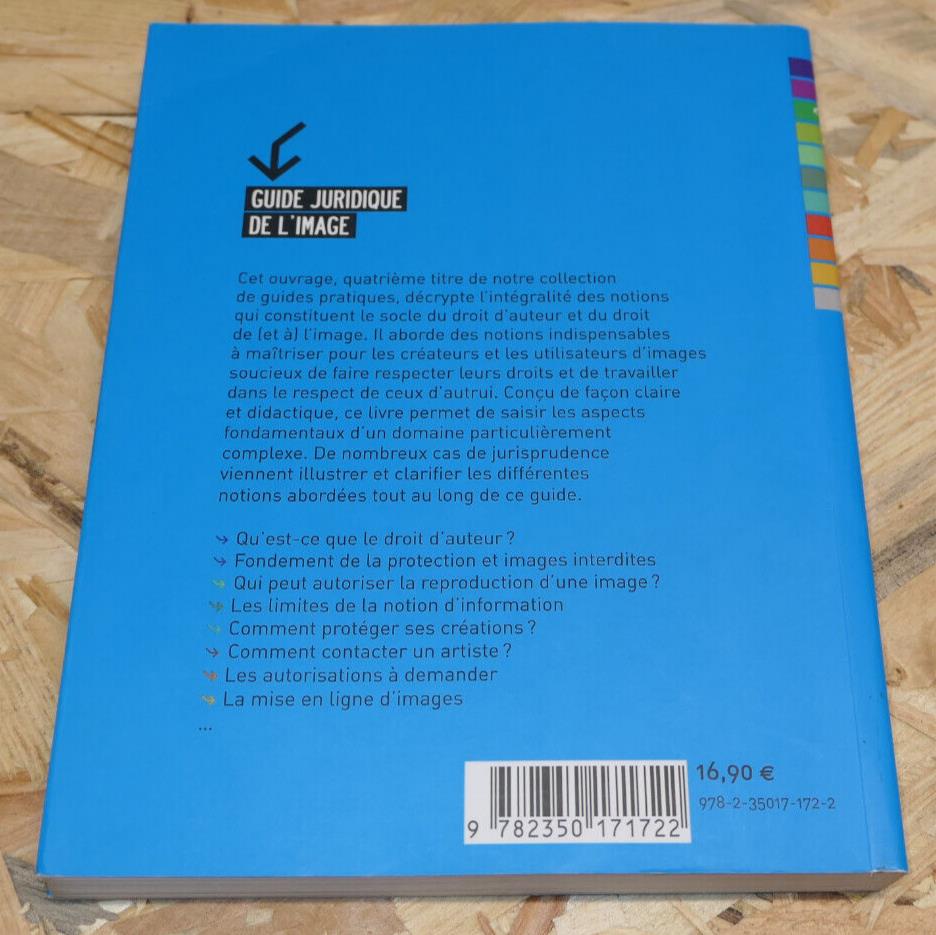 GUIDE JURIDIQUE
DE L'IMAGE
Cet ouvrage, quatrième titre de notre collection
de guides pratiques, décrypte l'intégralité des notions
qui constituent le socle du droit d'auteur et du droit
de (et à) l'image. Il aborde des notions indispensables
à maîtriser pour les créateurs et les utilisateurs d'images
soucieux de faire respecter leurs droits et de travailler
dans le respect de ceux d'autrui. Conçu de façon claire
et didactique, ce livre permet de saisir les aspects
fondamentaux d'un domaine particulièrement
complexe. De nombreux cas de jurisprudence
viennent illustrer et clarifier les différentes
notions abordées tout au long de ce guide.
Qu'est-ce que le droit d'auteur ?
Fondement de la protection et images interdites
Qui peut autoriser la reproduction d'une image ?
Les limites de la notion d'information
Comment protéger ses créations ?
Comment contacter un artiste ?
Les autorisations à demander
La mise en ligne d'images
...
16,90 €
978-2-35017-172-2
9 782350 171722